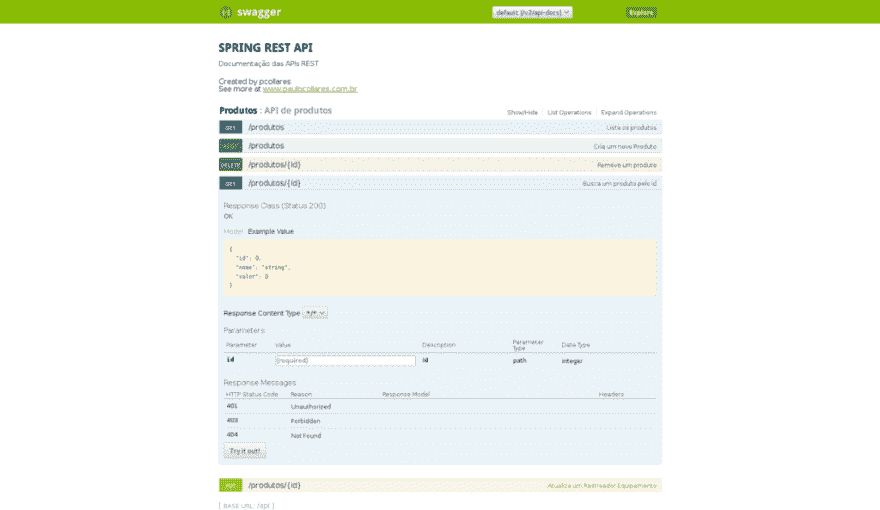 swagger default (/v2/api-docs) Explore
SPRING REST API
Documentação das APIs REST
Created by pcollares
See more at www.paulocollares.com.br
Produtos : API de produtos Show/Hide List Operations Expand Operations
GET /produtos Lista os produtos
POST /produtos Cria um novo Produto
DELETE /produtos/{id} Remove um produto
GET /produtos/{id} Busca um produto pelo id
Response Class (Status 200)
OK
Model Example Value
{
"id": 0,
"nome": "string",
"valor": 0
}
Response Content Type */*
Parameters
Parameter Value Description Parameter Type Data Type
id (required) id path integer
Response Messages
HTTP Status Code Reason Response Model Headers
401 Unauthorized
403 Forbidden
404 Not Found
Try it out!
PUT /produtos/{id} Atualiza um Rastreador Equipamento
[ BASE URL: /api ]